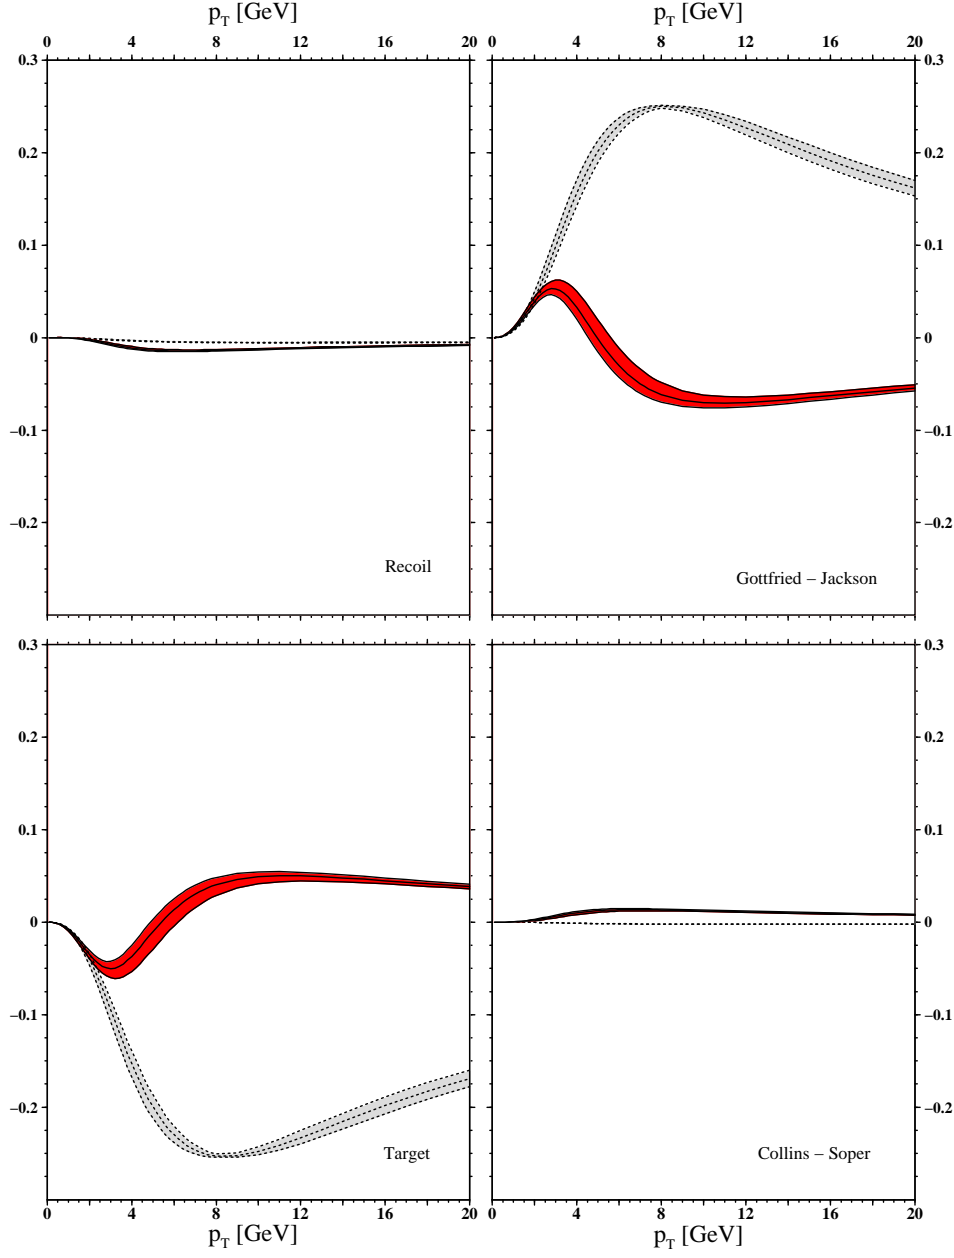 p_T [GeV] p_T [GeV]
0 4 8 12 16 20 0 4 8 12 16 20
0.3 0.3
0.2 0.2
0.1 0.1
0 0
−0.1 −0.1
−0.2 −0.2
Recoil
Gottfried − Jackson
0.3 0.3
0.2 0.2
0.1 0.1
0 0
−0.1 −0.1
−0.2 −0.2
Target Collins − Soper
0 4 8 12 16 20 0 4 8 12 16 20
p_T [GeV] p_T [GeV]